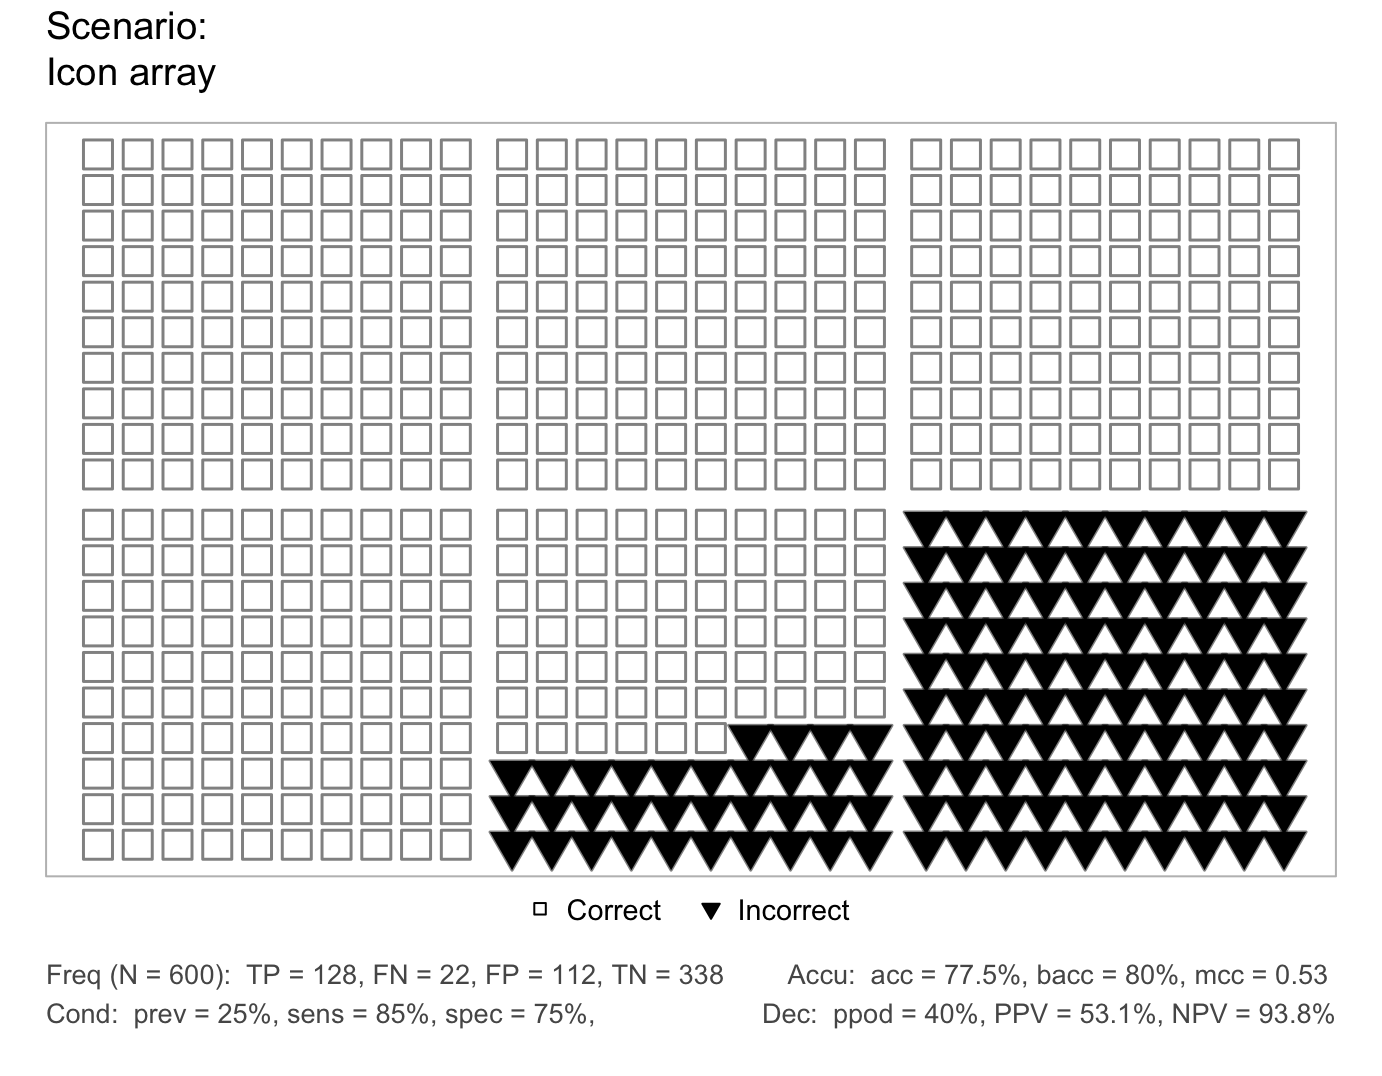 Scenario:
Icon array
Correct Incorrect
Freq (N = 600): TP = 128, FN = 22, FP = 112, TN = 338 Accu: acc = 77.5%, bacc = 80%, mcc = 0.53
Cond: prev = 25%, sens = 85%, spec = 75%, Dec: ppod = 40%, PPV = 53.1%, NPV = 93.8%